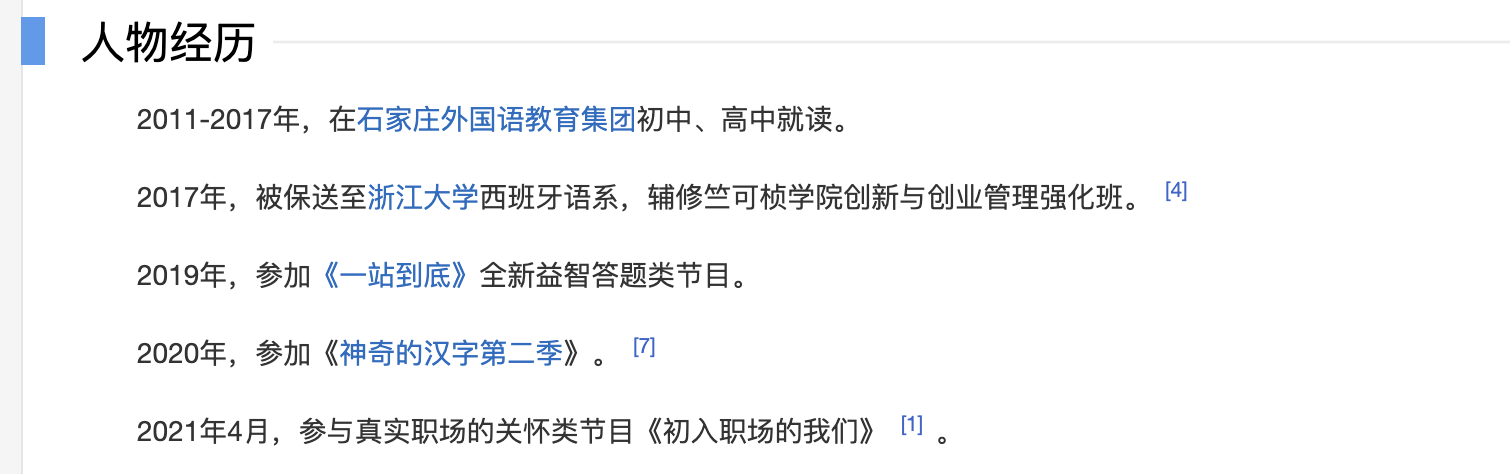 人物经历
2011-2017年，在石家庄外国语教育集团初中、高中就读。
2017年，被保送至浙江大学西班牙语系，辅修竺可桢学院创新与创业管理强化班。 [4]
2019年，参加《一站到底》全新益智答题类节目。
2020年，参加《神奇的汉字第二季》。 [7]
2021年4月，参与真实职场的关怀类节目《初入职场的我们》 [1] 。